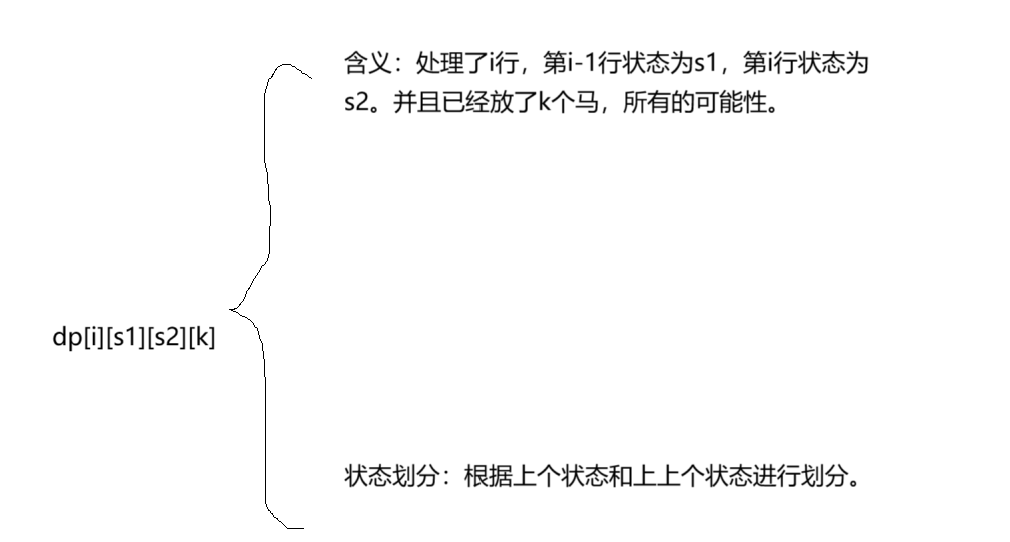 含义：处理了i行，第i-1行状态为s1，第i行状态为
s2。并且已经放了k个马，所有的可能性。
dp[i][s1][s2][k]
状态划分：根据上个状态和上上个状态进行划分。